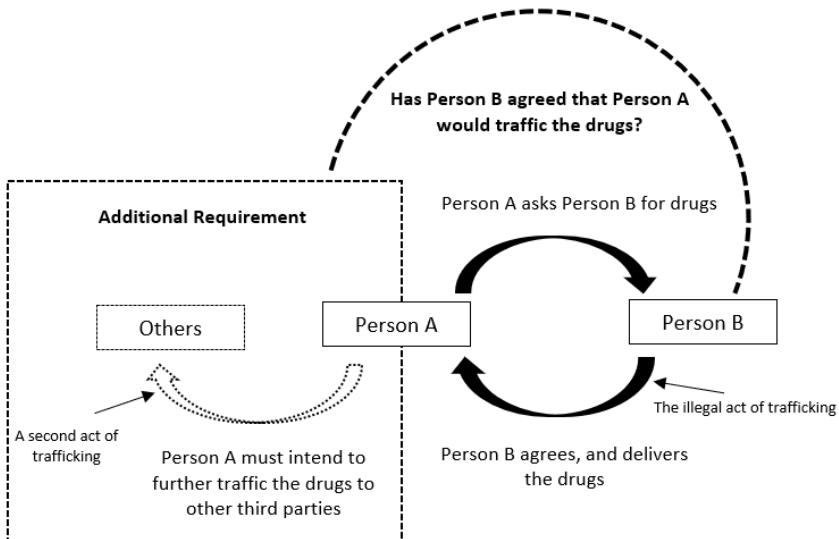 Has Person B agreed that Person A
would traffic the drugs?
Additional Requirement
Person A asks Person B for drugs
Others
Person A
Person B
A second act of
trafficking
The illegal act of trafficking
Person A must intend to
further traffic the drugs to
other third parties
Person B agrees, and delivers
the drugs